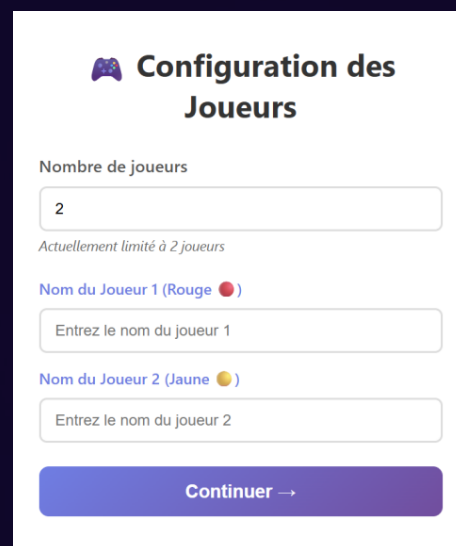 🎮 Configuration des
Joueurs
Nombre de joueurs
2
Actuellement limité à 2 joueurs
Nom du Joueur 1 (Rouge 🔴)
Entrez le nom du joueur 1
Nom du Joueur 2 (Jaune 🟡)
Entrez le nom du joueur 2
Continuer →